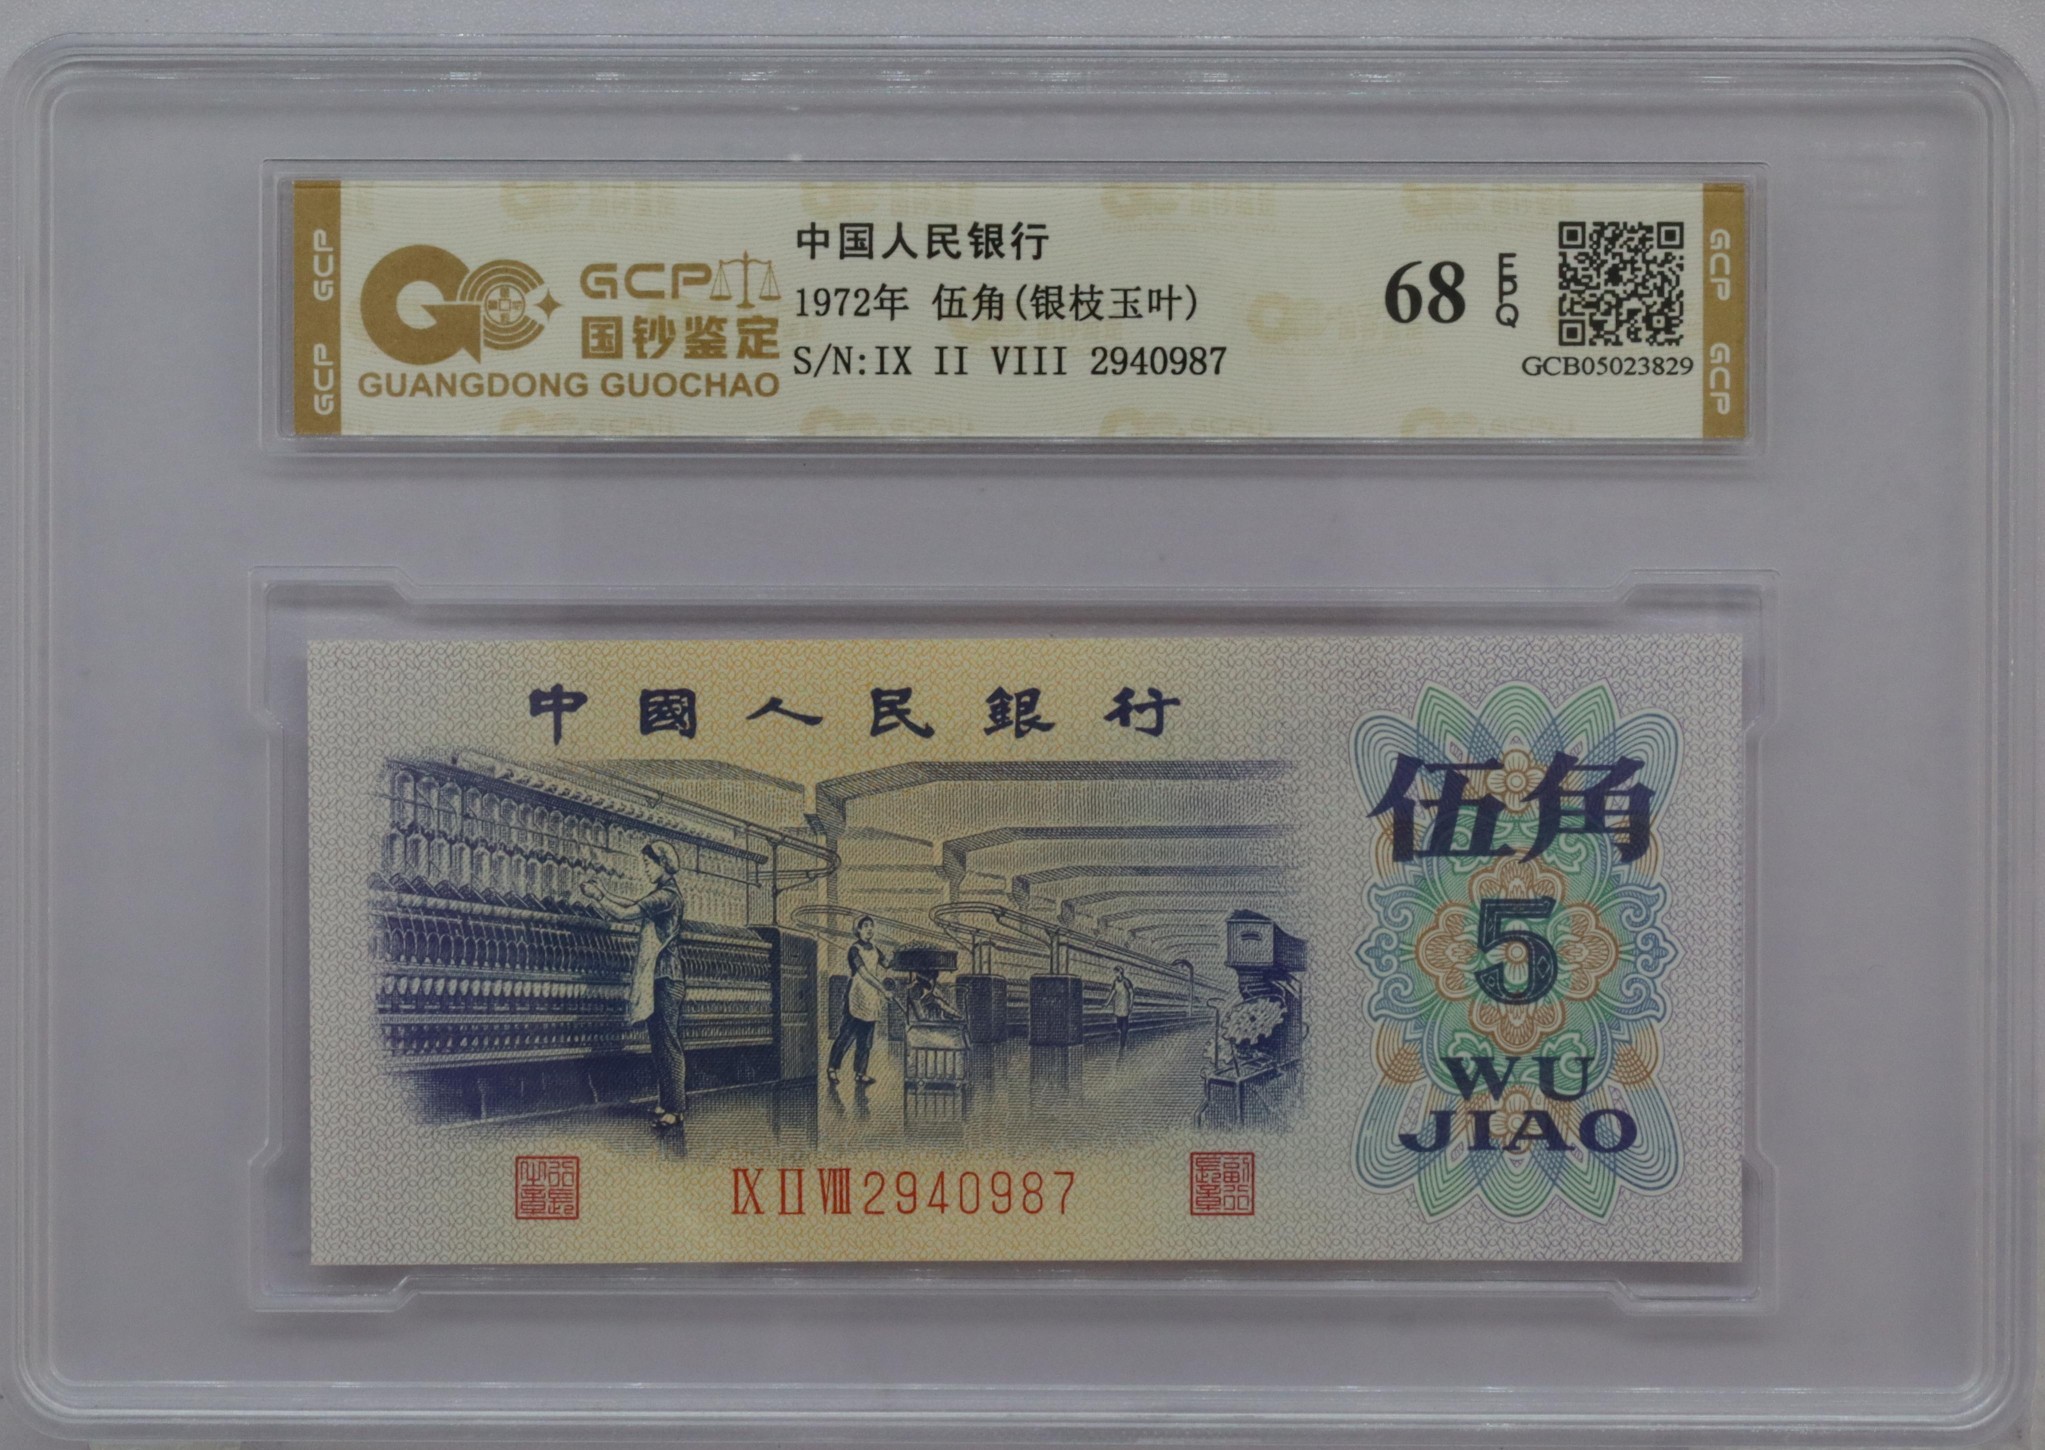 GCP GCP
GCP
国钞鉴定
GUANGDONG GUOCHAO
中国人民银行
1972年 伍角(银枝玉叶)
S/N:IX II VIII 2940987
68 EPQ
GCB05023829
GCP GCP
中國人民銀行
伍角
5
WU
JIAO
IX II VIII 2940987